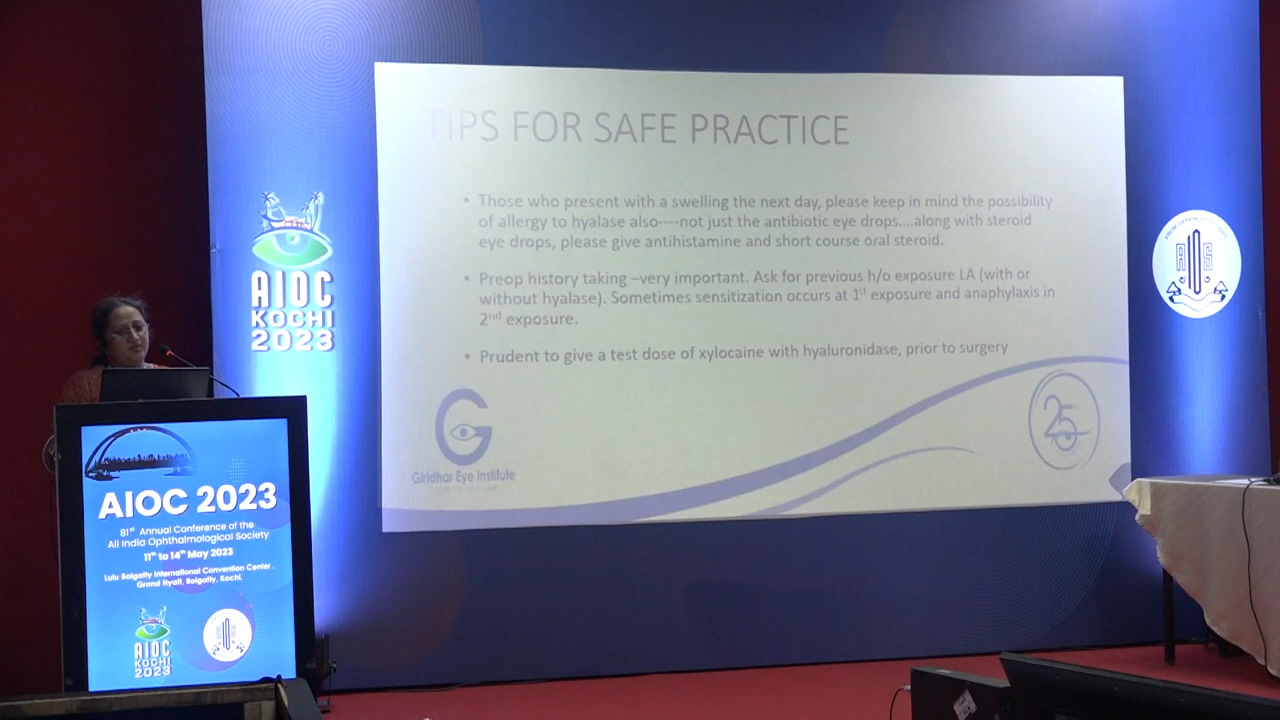 TIPS FOR SAFE PRACTICE
• Those who present with a swelling the next day, please keep in mind the possibility
of allergy to hyalase also----not just the antibiotic eye drops....along with steroid
eye drops, please give antihistamine and short course oral steroid.
• Preop history taking –very important. Ask for previous h/o exposure LA (with or
without hyalase). Sometimes sensitization occurs at 1st exposure and anaphylaxis in
2nd exposure.
• Prudent to give a test dose of xylocaine with hyaluronidase, prior to surgery
Giridhar Eye Institute
25
AIOC
KOCHI
2023
AIOS
AIOC 2023
81st Annual Conference of the
All India Ophthalmological Society
11th to 14th May 2023
Lulu Bolgatty International Convention Center,
Grand Hyatt, Bolgatty, Kochi.
AIOC
KOCHI
2023